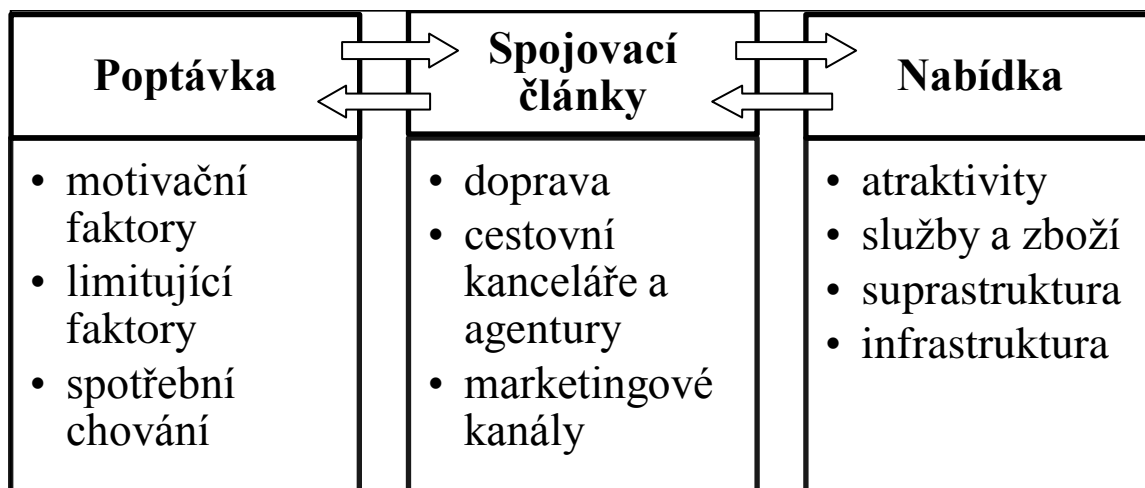 Poptávka
• motivační
faktory
• limitující
faktory
• spotřební
chování
Spojovací
články
• doprava
• cestovní
kanceláře a
agentury
• marketingové
kanály
Nabídka
• atraktivity
• služby a zboží
• suprastruktura
• infrastruktura